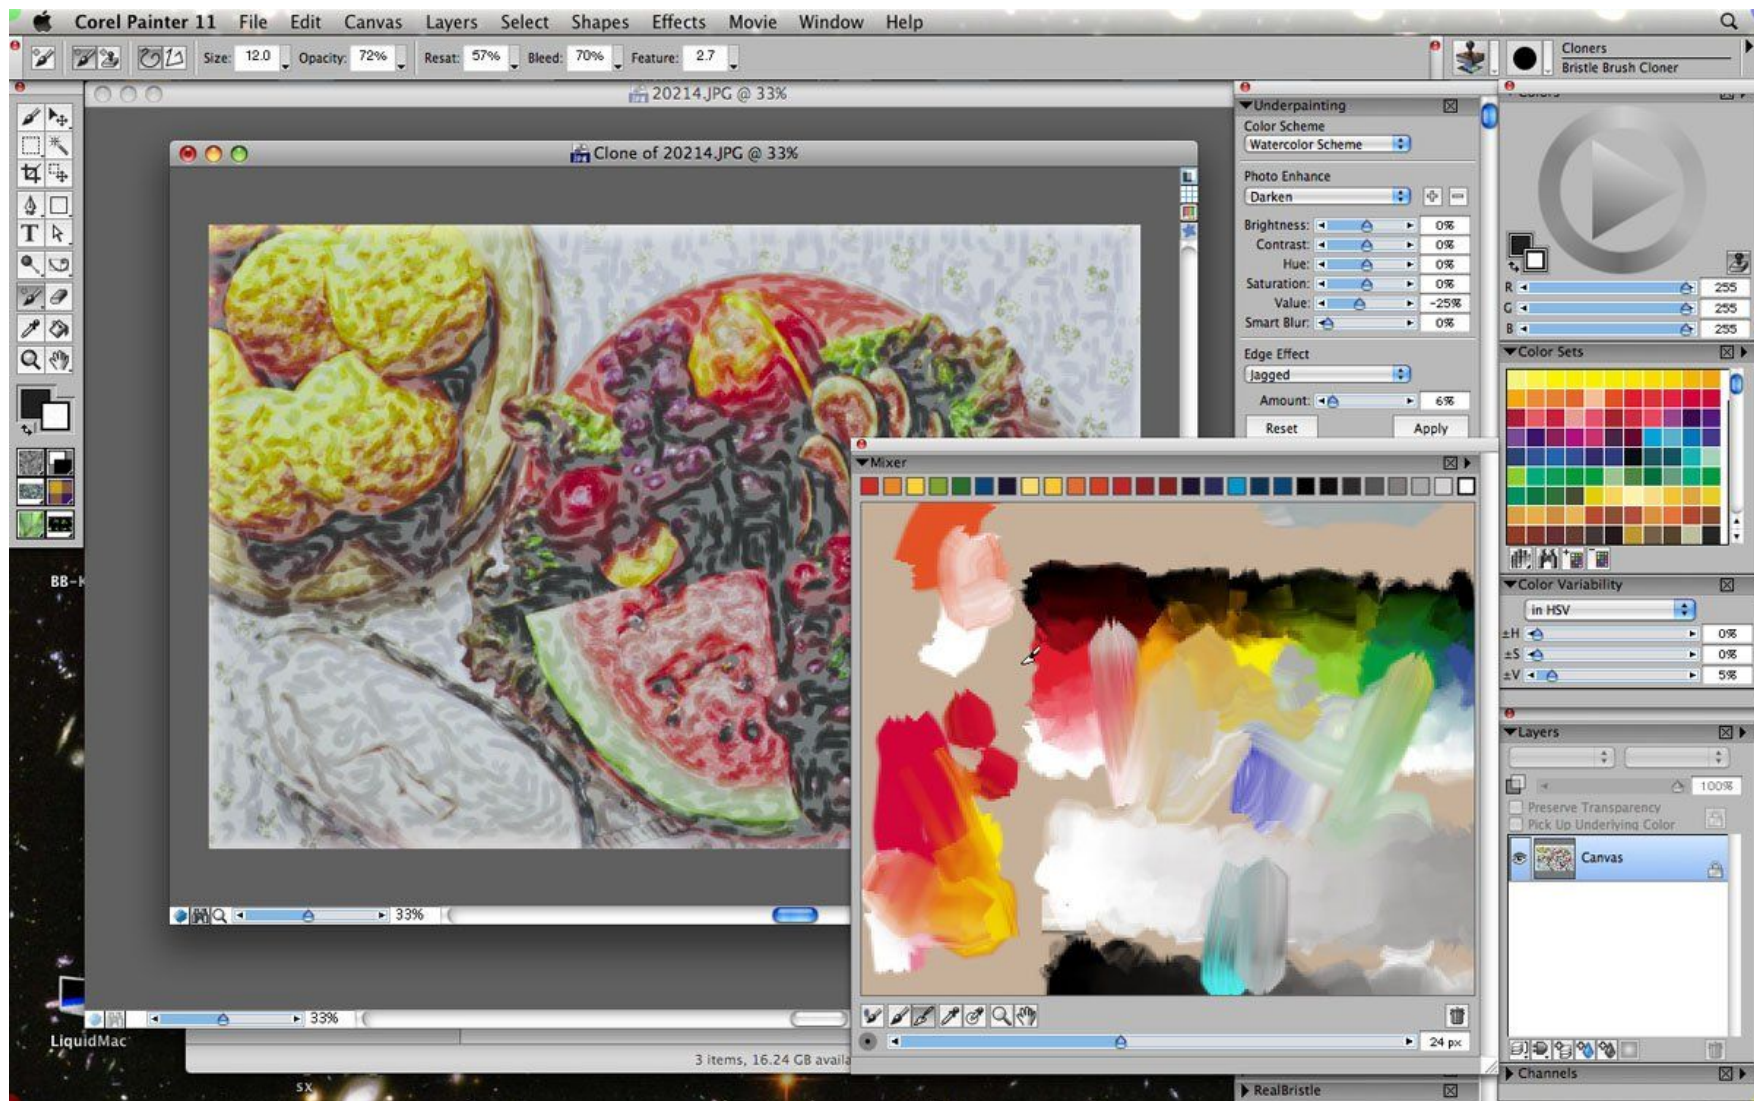 Corel Painter 11 File Edit Canvas Layers Select Shapes Effects Movie Window Help
Size: 12.0 Opacity: 72% Resat: 57% Bleed: 70% Feature: 2.7
Cloners
Bristle Brush Cloner
20214.JPG @ 33%
Clone of 20214.JPG @ 33%
33%
33%
3 items, 16.24 GB availa
BB-K
LiquidMac
sx
Underpainting
Color Scheme
Watercolor Scheme
Photo Enhance
Darken
Brightness: 0%
Contrast: 0%
Hue: 0%
Saturation: 0%
Value: -25%
Smart Blur: 0%
Edge Effect
Jagged
Amount: 6%
Reset Apply
Mixer
24 px
RealBristle
R 255
G 255
B 255
Color Sets
Color Variability
in HSV
±H 0%
±S 0%
±V 5%
Layers
100%
Preserve Transparency
Pick Up Underlying Color
Canvas
Channels